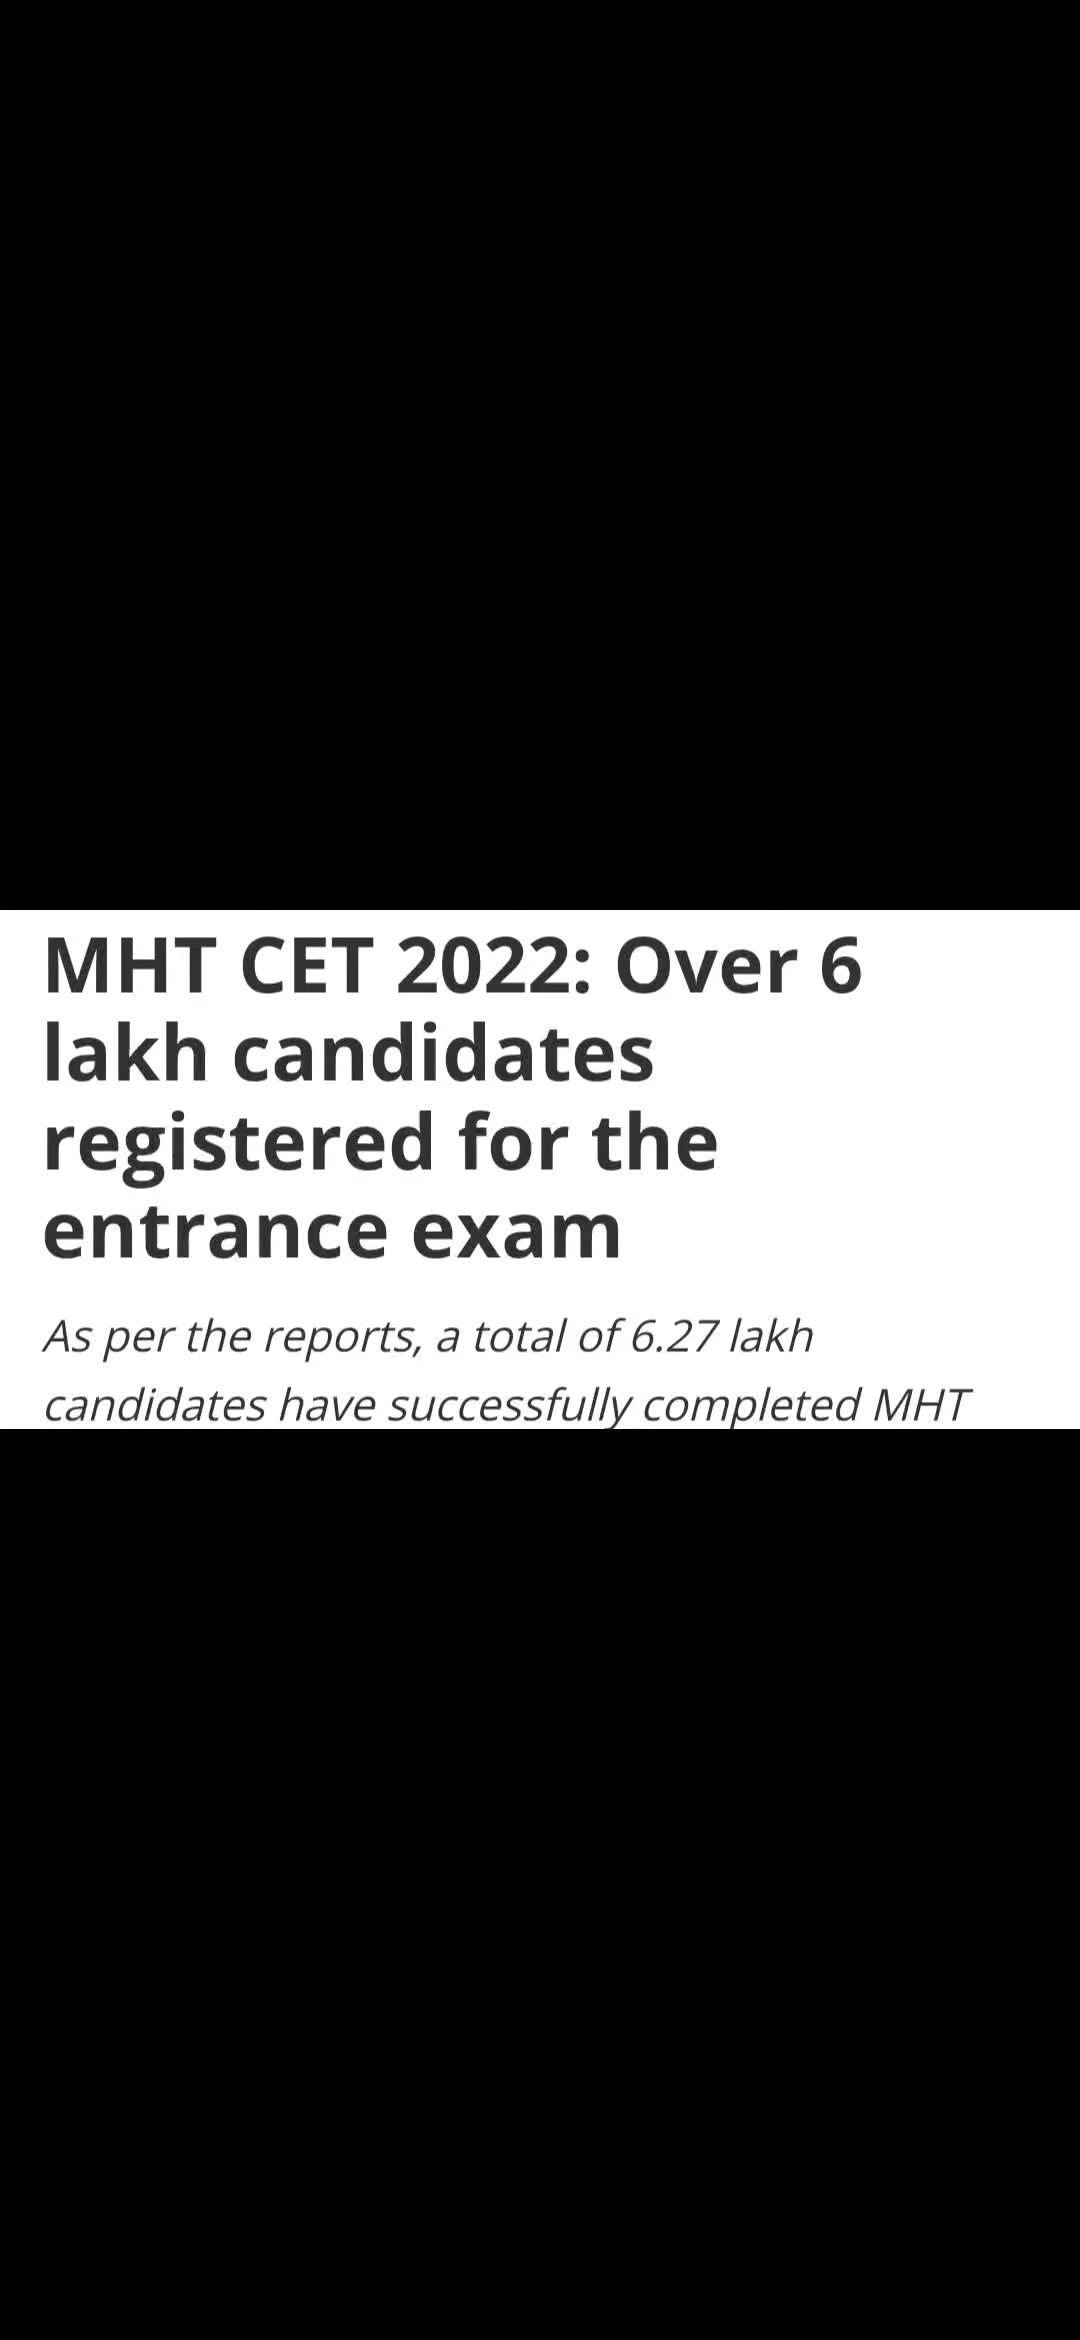 MHT CET 2022: Over 6
lakh candidates
registered for the
entrance exam
As per the reports, a total of 6.27 lakh
candidates have successfully completed MHT